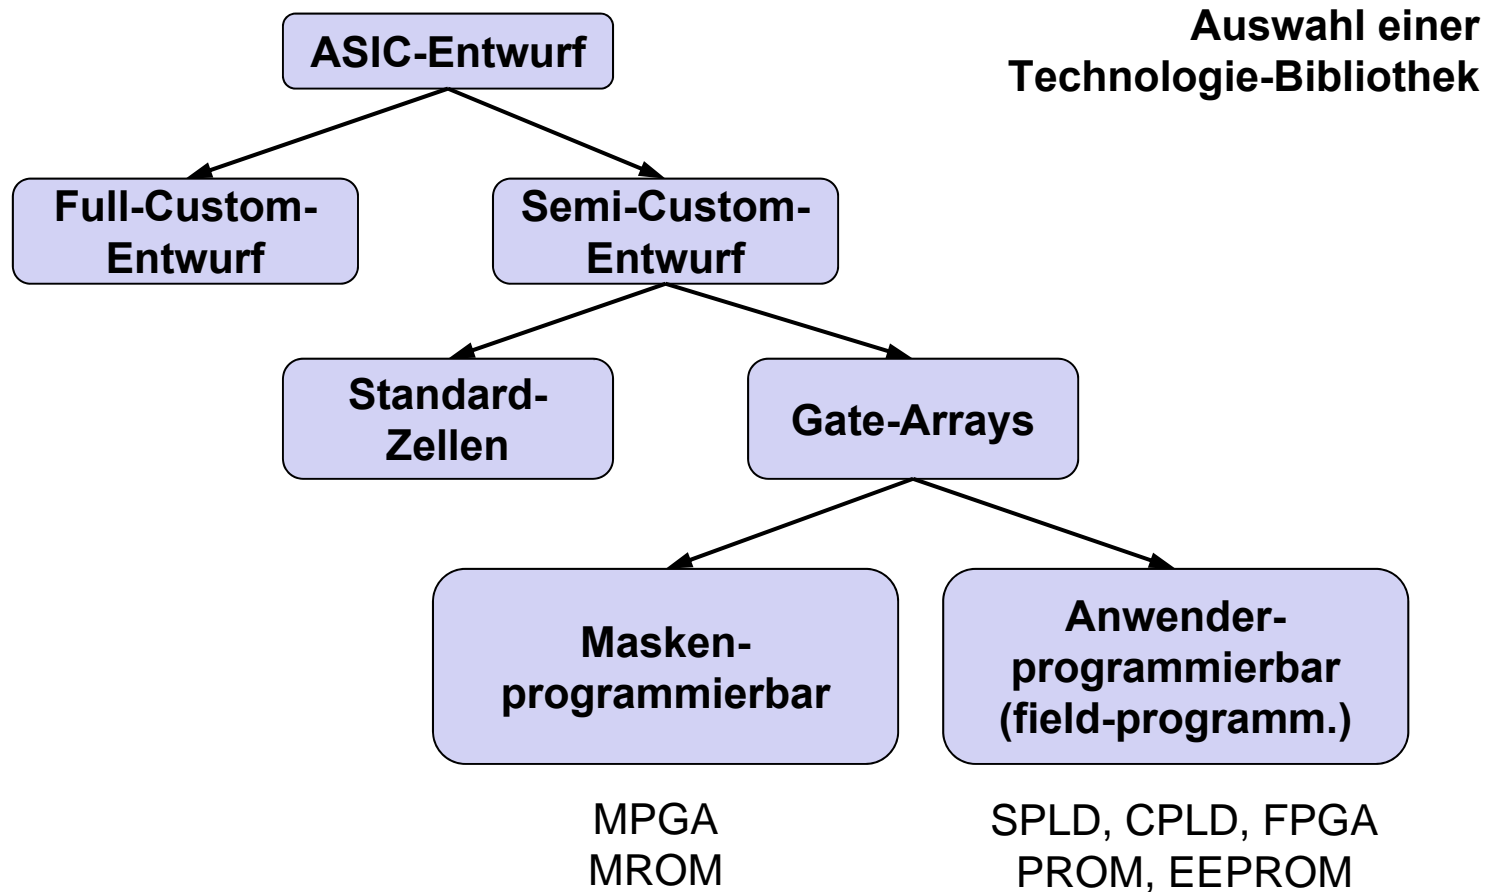 Auswahl einer
Technologie-Bibliothek
ASIC-Entwurf
Full-Custom-
Entwurf
Semi-Custom-
Entwurf
Standard-
Zellen
Gate-Arrays
Masken-
programmierbar
Anwender-
programmierbar
(field-programm.)
MPGA
MROM
SPLD, CPLD, FPGA
PROM, EEPROM